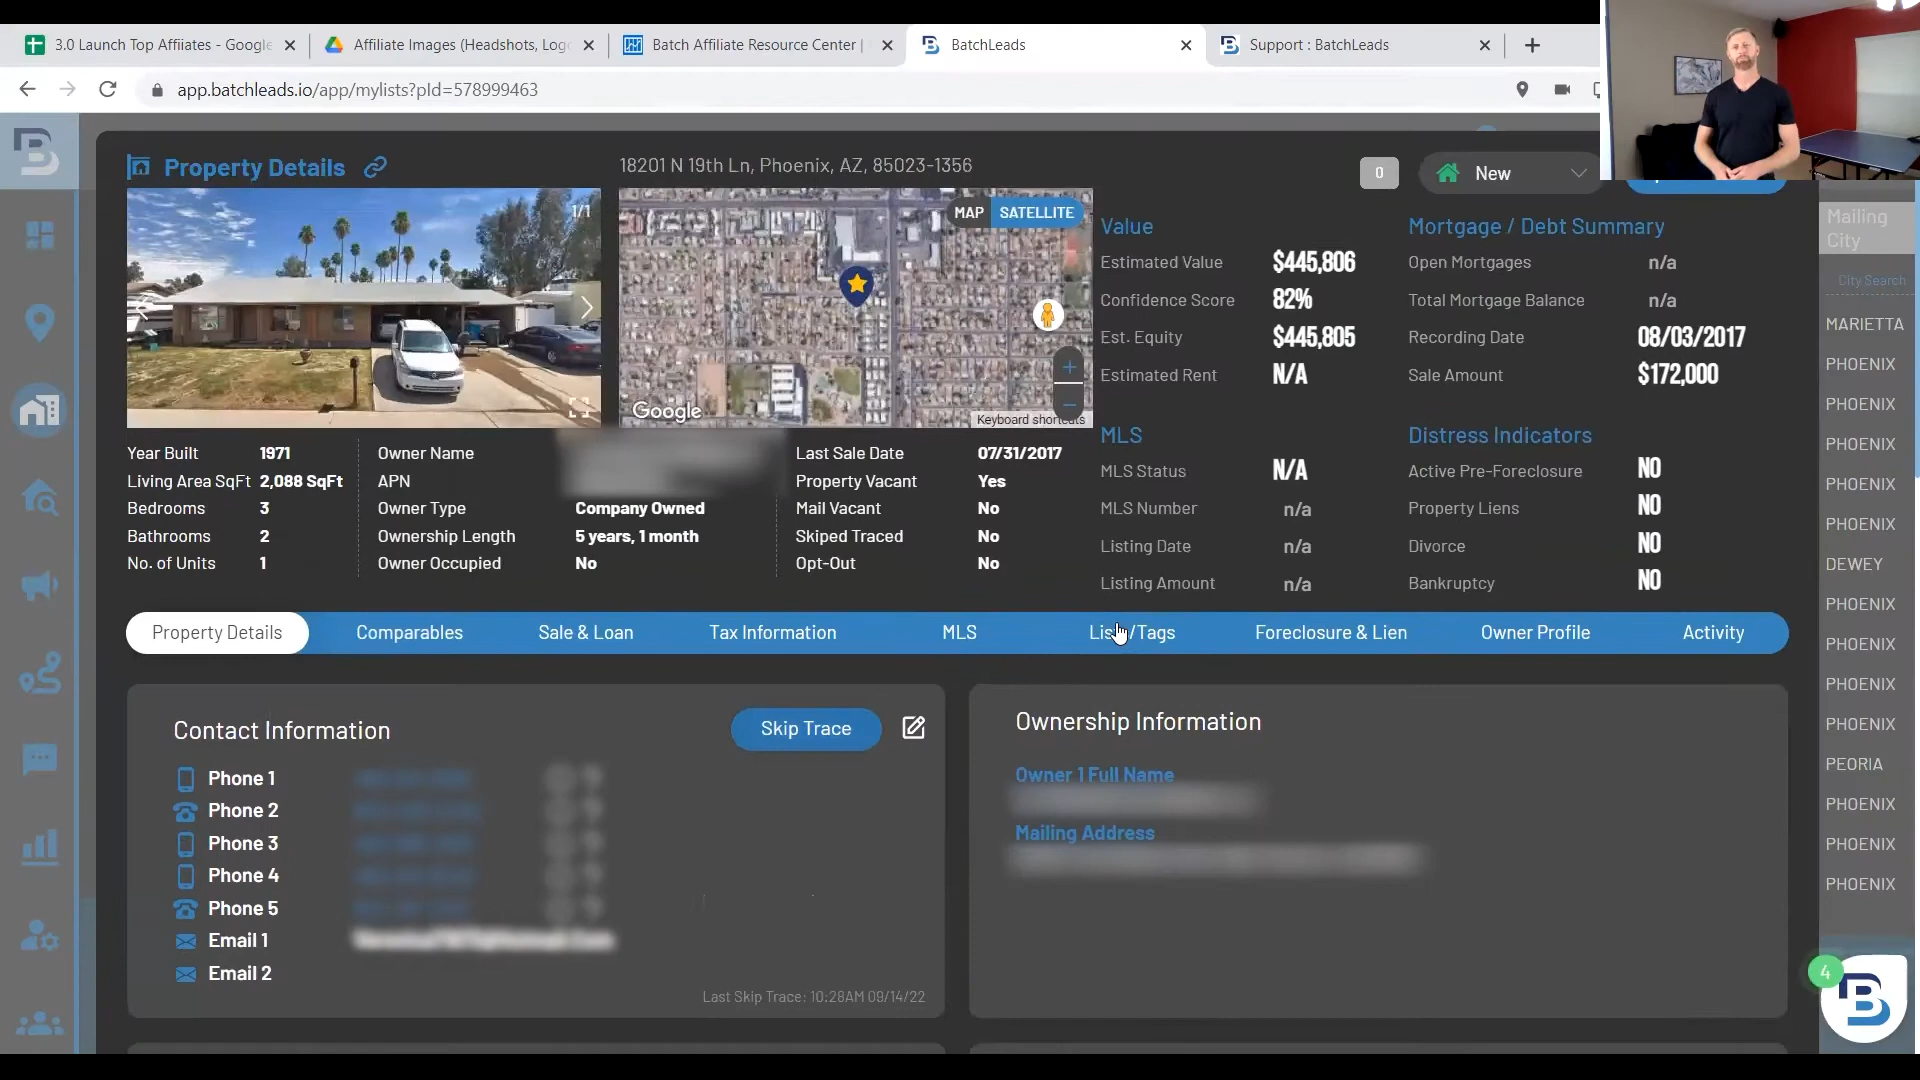 3.0 Launch Top Affiiates - Google
Affiliate Images (Headshots, Logo
Batch Affiliate Resource Center |
BatchLeads
Support : BatchLeads
app.batchleads.io/app/mylists?pId=578999463
Property Details
18201 N 19th Ln, Phoenix, AZ, 85023-1356
0
New
1/1
MAP
SATELLITE
Google
Keyboard shortcuts
Value
Estimated Value $445,806
Confidence Score 82%
Est. Equity $445,805
Estimated Rent N/A
Mortgage / Debt Summary
Open Mortgages n/a
Total Mortgage Balance n/a
Recording Date 08/03/2017
Sale Amount $172,000
Year Built 1971
Living Area SqFt 2,088 SqFt
Bedrooms 3
Bathrooms 2
No. of Units 1
Owner Name
APN
Owner Type Company Owned
Ownership Length 5 years, 1 month
Owner Occupied No
Last Sale Date 07/31/2017
Property Vacant Yes
Mail Vacant No
Skiped Traced No
Opt-Out No
MLS
MLS Status N/A
MLS Number n/a
Listing Date n/a
Listing Amount n/a
Distress Indicators
Active Pre-Foreclosure NO
Property Liens NO
Divorce NO
Bankruptcy NO
Property Details Comparables Sale & Loan Tax Information MLS /Tags Foreclosure & Lien Owner Profile Activity
Contact Information
Skip Trace
Phone 1
Phone 2
Phone 3
Phone 4
Phone 5
Email 1
Email 2
Last Skip Trace: 10:28AM 09/14/22
Ownership Information
Owner 1 Full Name
Mailing Address
Mailing
City
City Search
MARIETTA
PHOENIX
PHOENIX
PHOENIX
PHOENIX
PHOENIX
DEWEY
PHOENIX
PHOENIX
PHOENIX
PHOENIX
PEORIA
PHOENIX
PHOENIX
PHOENIX
4